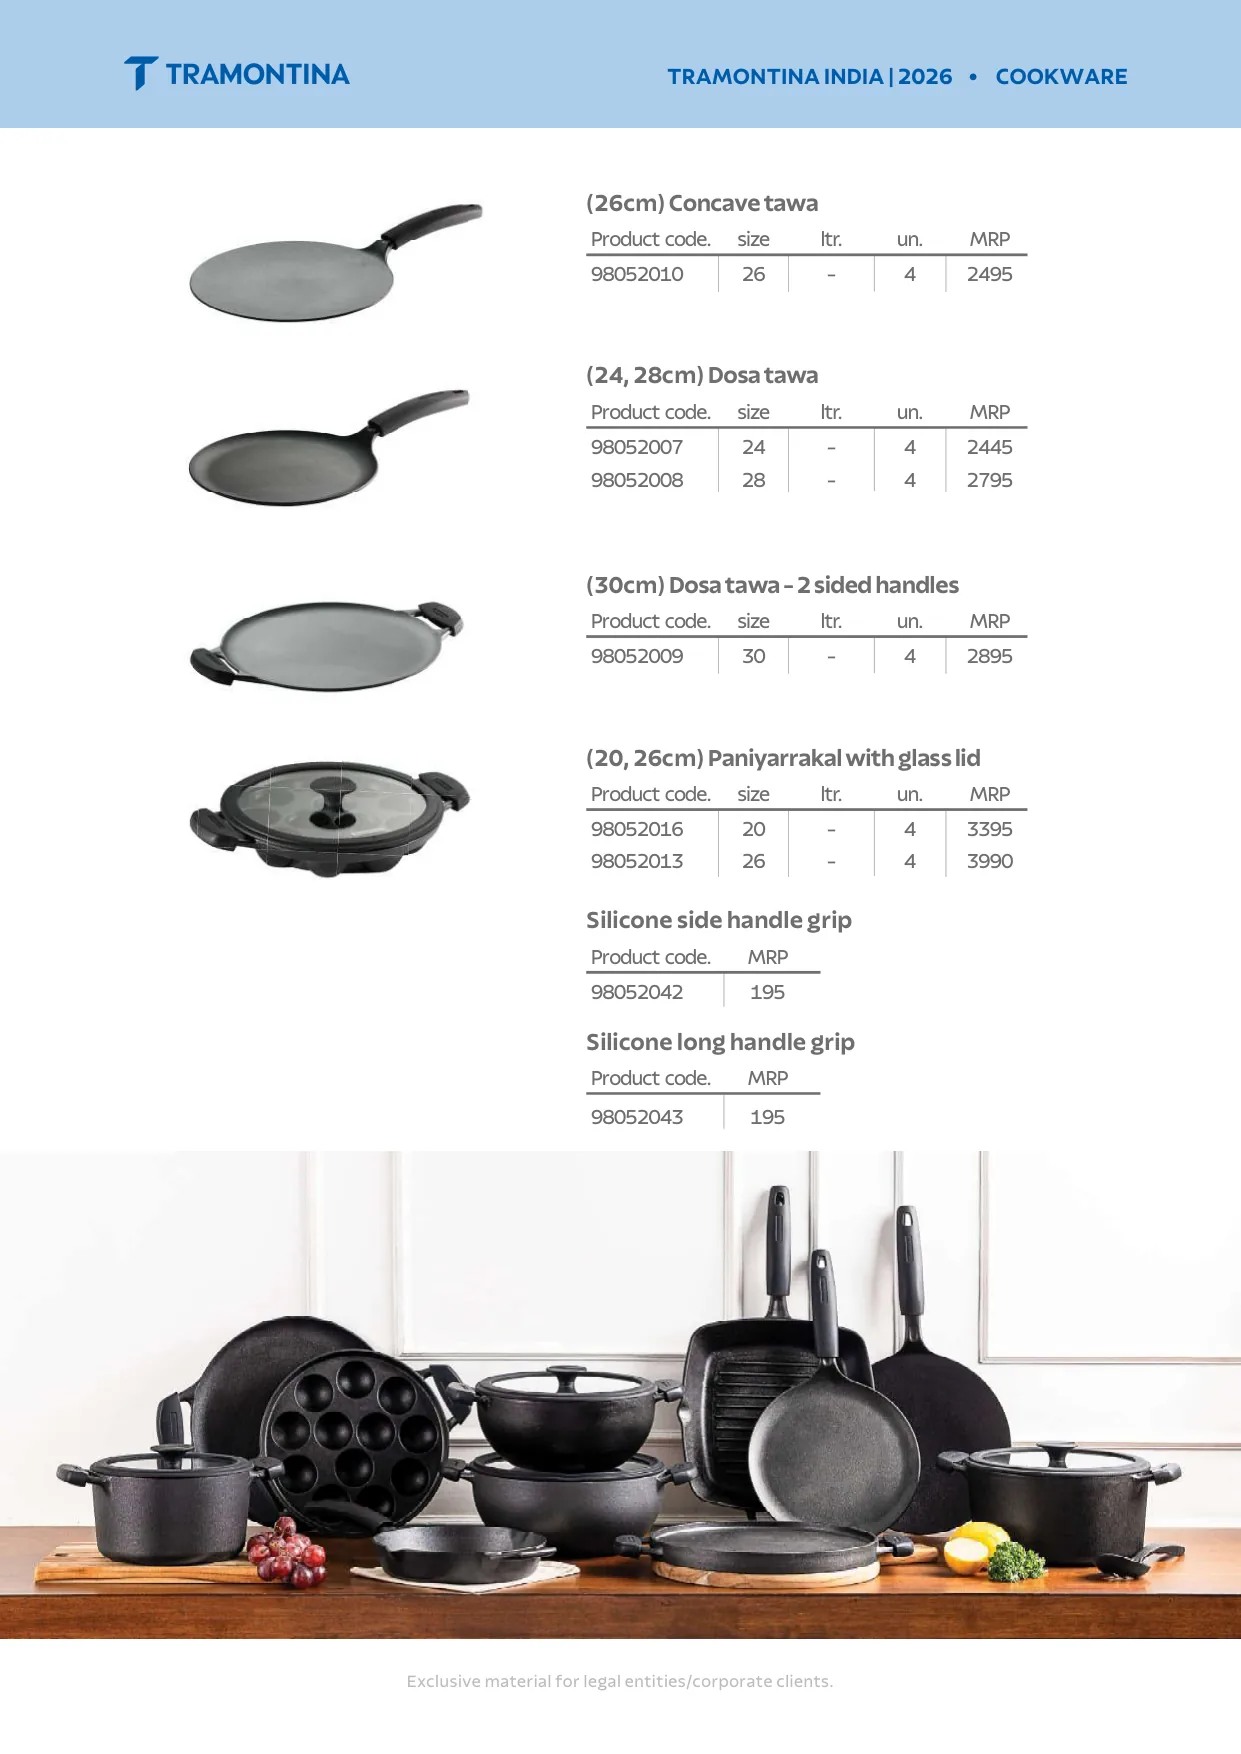 TRAMONTINA
TRAMONTINA INDIA | 2026 • COOKWARE
(26cm) Concave tawa
Product code. size ltr. un. MRP
98052010 26 - 4 2495
(24, 28cm) Dosa tawa
Product code. size ltr. un. MRP
98052007 24 - 4 2445
98052008 28 - 4 2795
(30cm) Dosa tawa - 2 sided handles
Product code. size ltr. un. MRP
98052009 30 - 4 2895
(20, 26cm) Paniyarrakal with glass lid
Product code. size ltr. un. MRP
98052016 20 - 4 3395
98052013 26 - 4 3990
Silicone side handle grip
Product code. MRP
98052042 195
Silicone long handle grip
Product code. MRP
98052043 195
Exclusive material for legal entities/corporate clients.